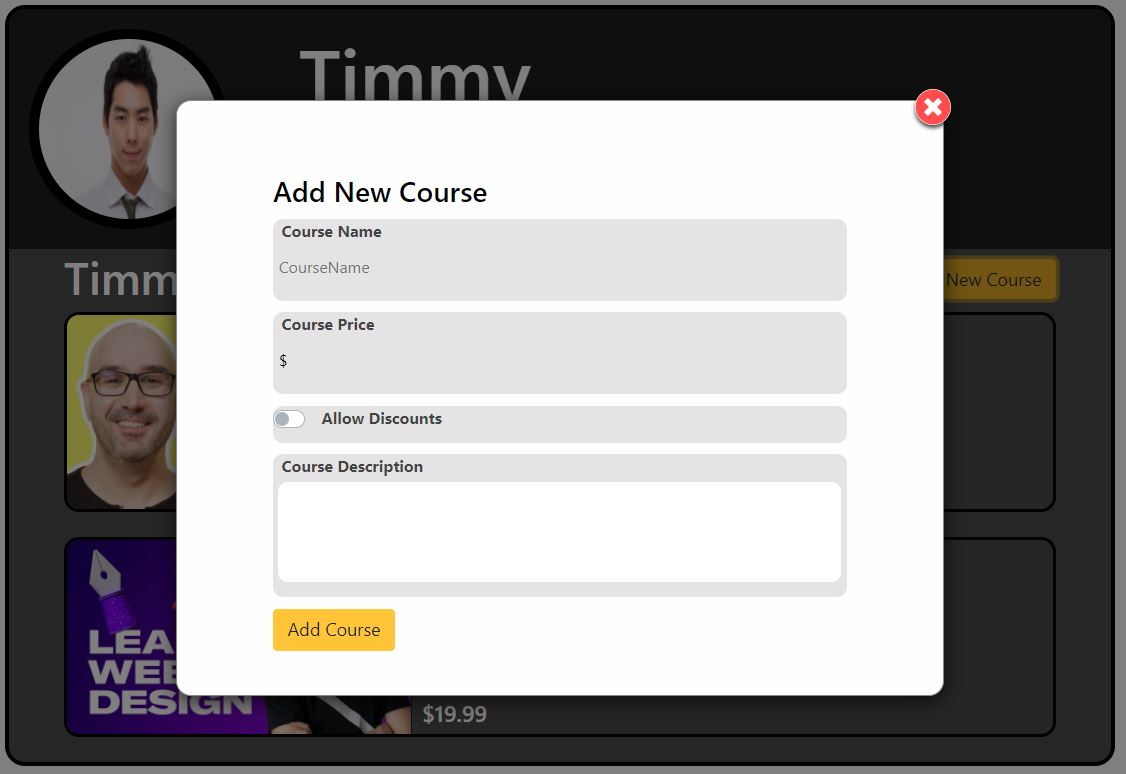 Timmy
Add New Course
Course Name
CourseName
Timm
New Course
Course Price
$
Allow Discounts
Course Description
LEA
WEB
DESIGN
Add Course
$19.99